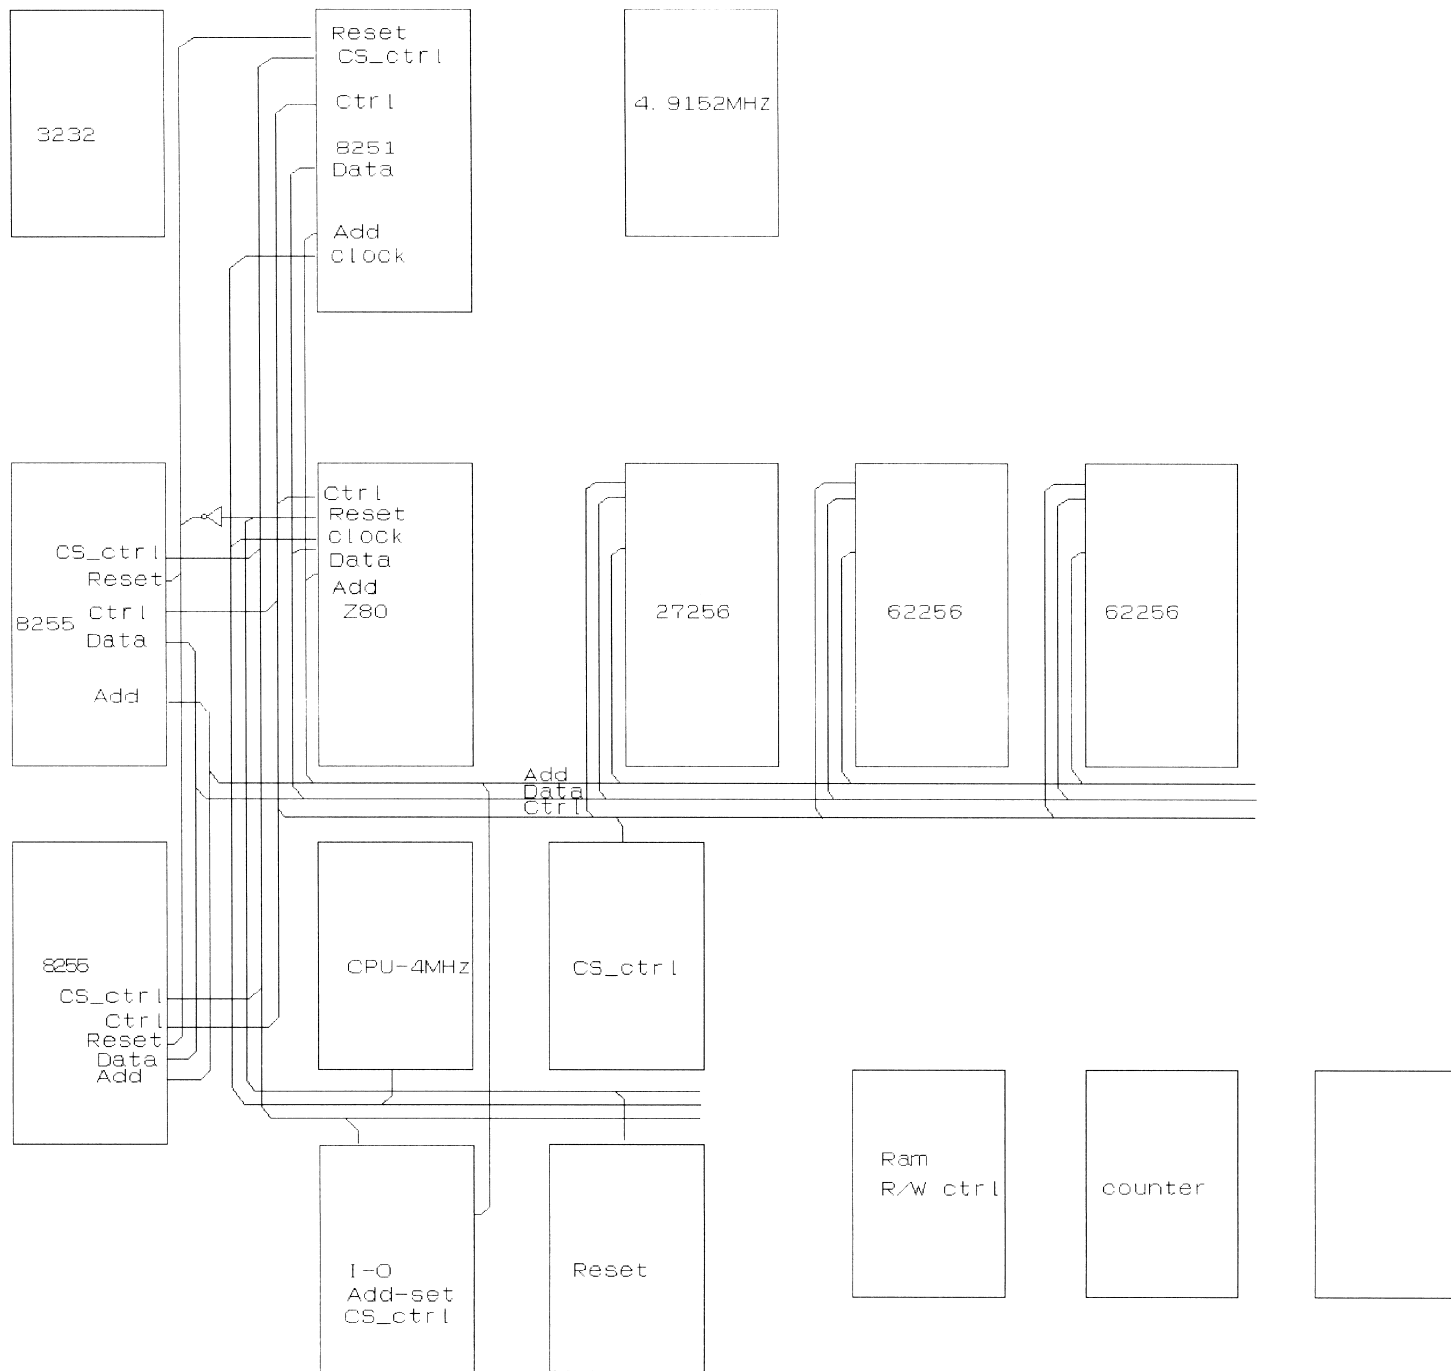 3232
Reset
CS_ctrl
Ctrl
8251
Data
Add
clock
4.9152MHZ
CS_ctrl
Reset
Ctrl
8255
Data
Add
Ctrl
Reset
clock
Data
Add
Z80
27256
62256
62256
Add
Data
Ctrl
8255
CS_ctrl
Ctrl
Reset
Data
Add
CPU-4MHz
CS_ctrl
I-O
Add-set
CS_ctrl
Reset
Ram
R/W ctrl
counter